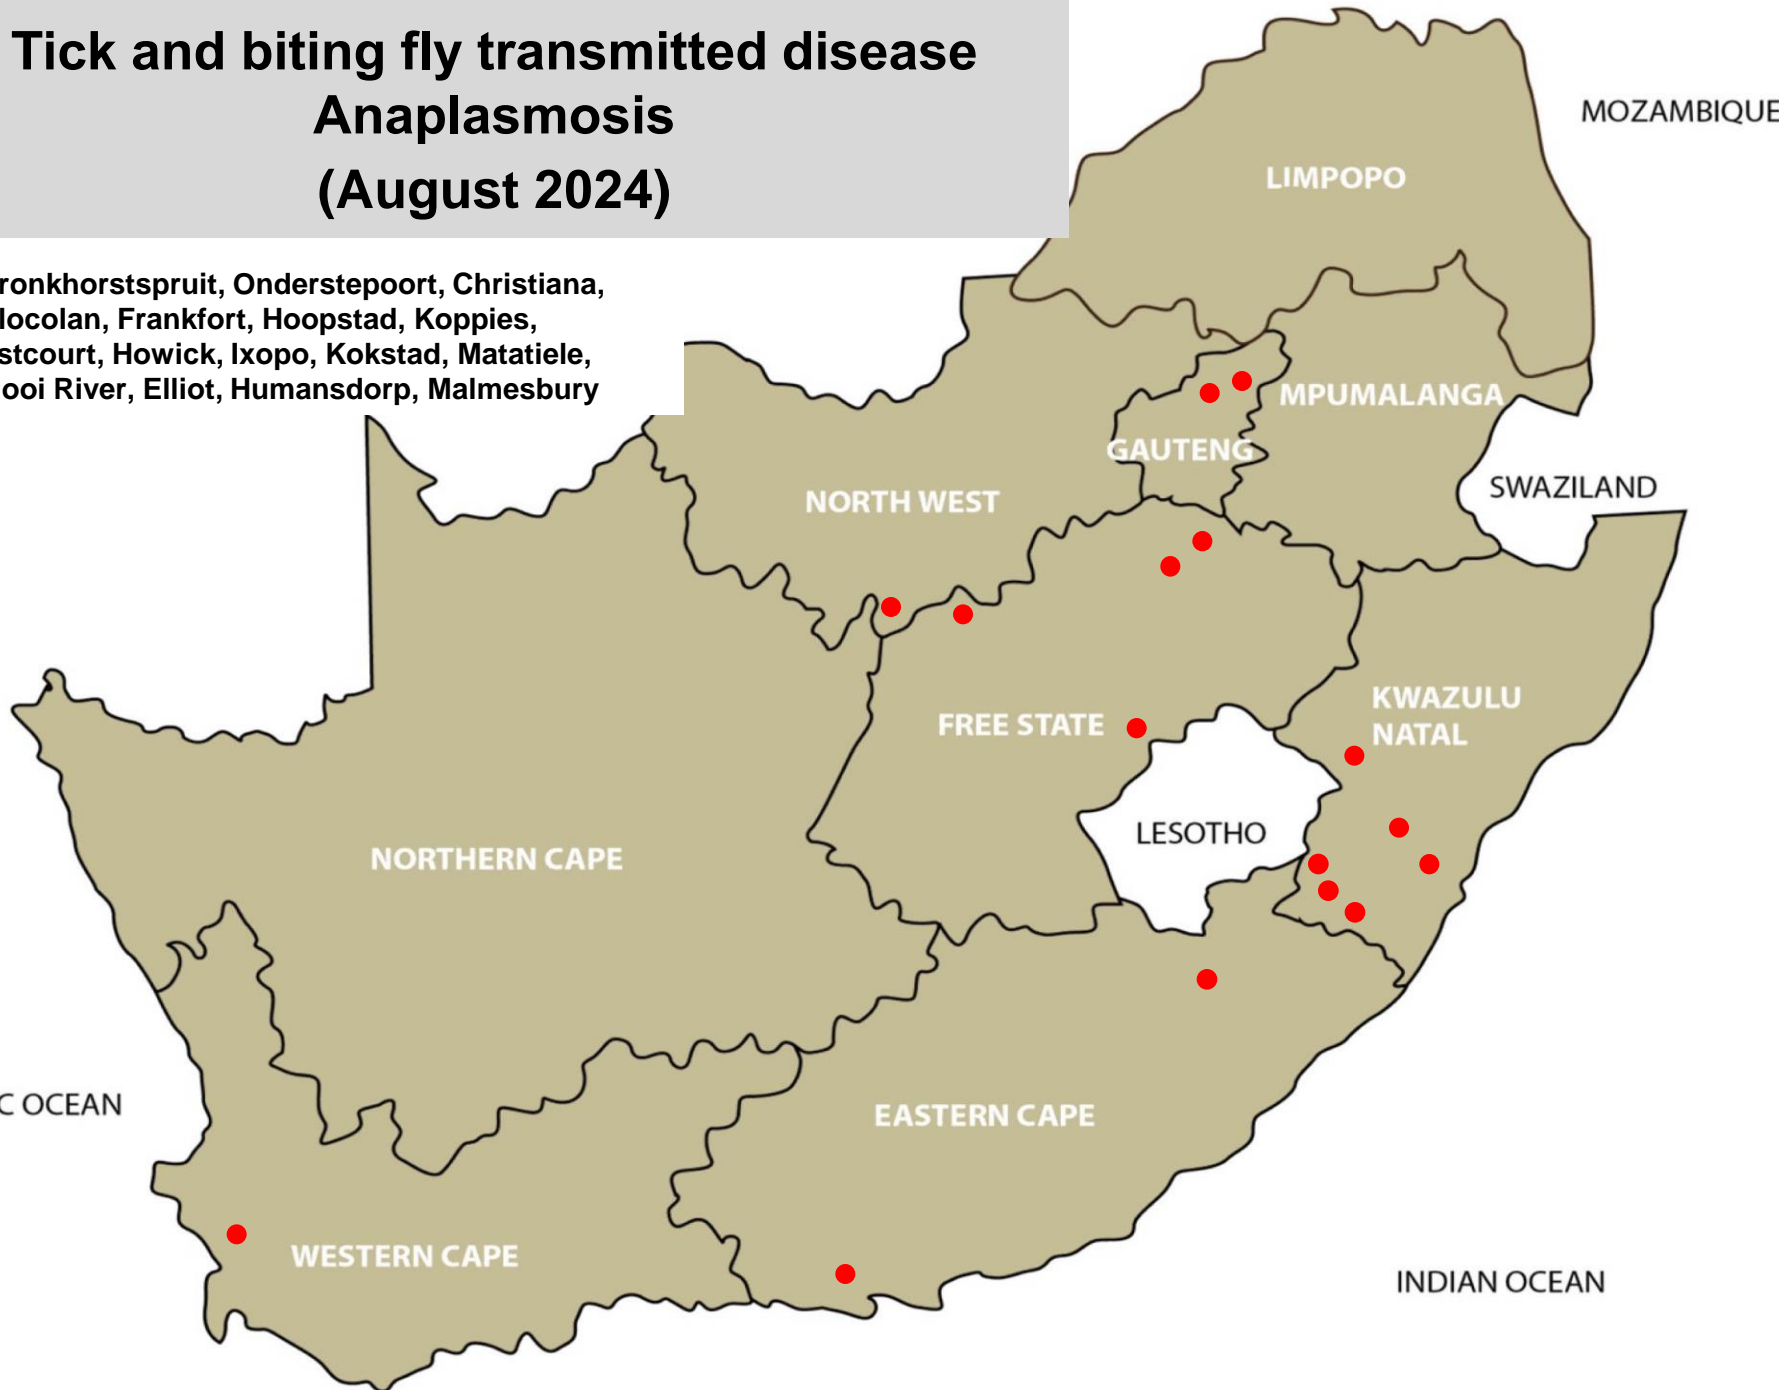 Tick and biting fly transmitted disease
Anaplasmosis
(August 2024)
ronkhorstspruit, Onderstepoort, Christiana,
locolan, Frankfort, Hoopstad, Koppies,
stcourt, Howick, Ixopo, Kokstad, Matatiele,
ooi River, Elliot, Humansdorp, Malmesbury
MOZAMBIQUE
LIMPOPO
MPUMALANGA
GAUTENG
SWAZILAND
NORTH WEST
KWAZULU
NATAL
FREE STATE
LESOTHO
NORTHERN CAPE
C OCEAN
EASTERN CAPE
WESTERN CAPE
INDIAN OCEAN